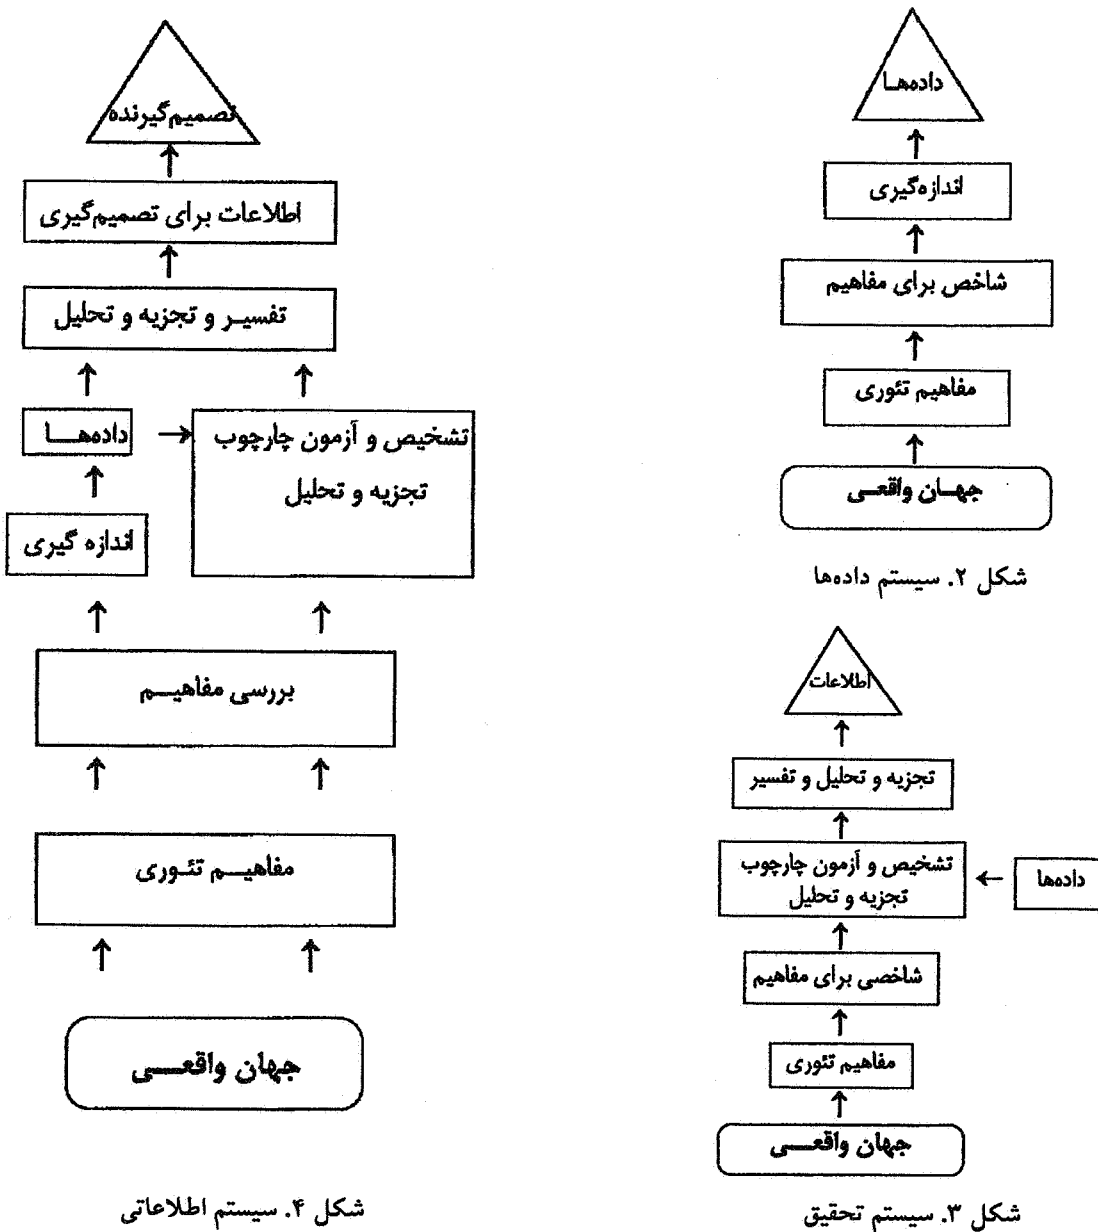 داده‌ها
اندازه‌گیری
شاخص برای مفاهیم
مفاهیم تئوری
جهان واقعی
شکل ۲. سیستم داده‌ها
اطلاعات
تجزیه و تحلیل و تفسیر
تشخیص و آزمون چارچوب
تجزیه و تحلیل
داده‌ها
شاخصی برای مفاهیم
مفاهیم تئوری
جهان واقعی
شکل ۳. سیستم تحقیق
تصمیم‌گیرنده
اطلاعات برای تصمیم‌گیری
تفسیر و تجزیه و تحلیل
داده‌ها
تشخیص و آزمون چارچوب
تجزیه و تحلیل
اندازه گیری
بررسی مفاهیم
مفاهیم تئوری
جهان واقعی
شکل ۴. سیستم اطلاعاتی